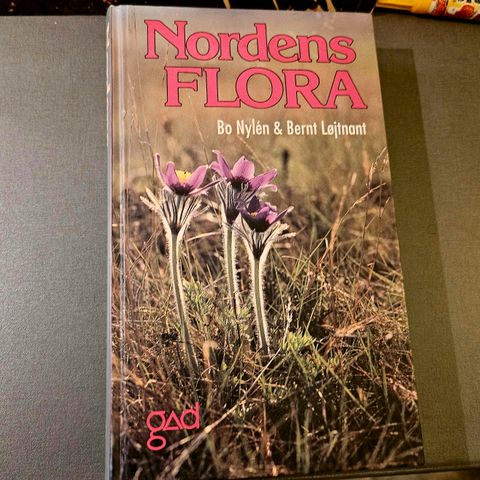 Nordens
FLORA
Bo Nylén & Bernt Løjtnant
gad